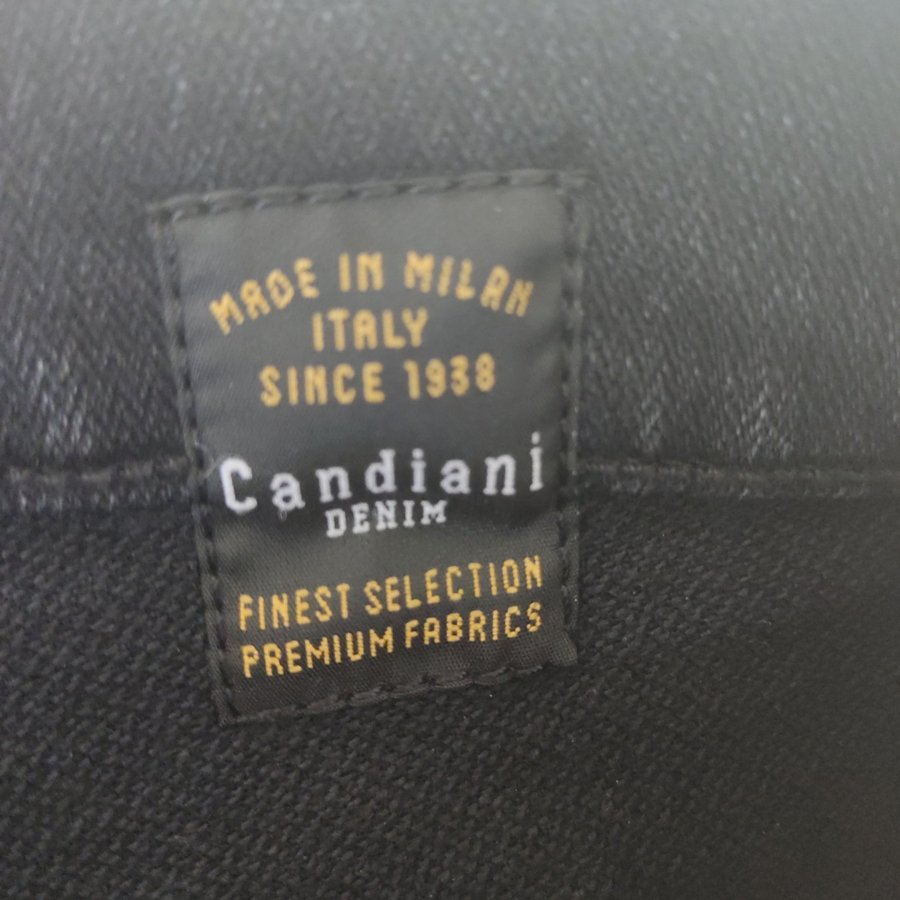 MADE IN MILAN
ITALY
SINCE 1938
Candiani
DENIM
FINEST SELECTION
PREMIUM FABRICS